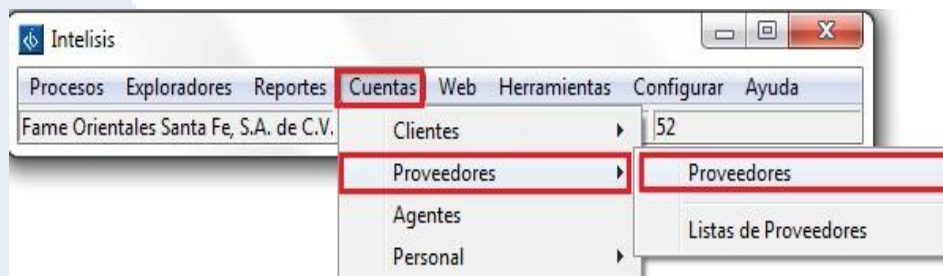 Intelisis
Procesos Exploradores Reportes Cuentas Web Herramientas Configurar Ayuda
Fame Orientales Santa Fe, S.A. de C.V. 52
Clientes
Proveedores
Agentes
Personal
Proveedores
Listas de Proveedores